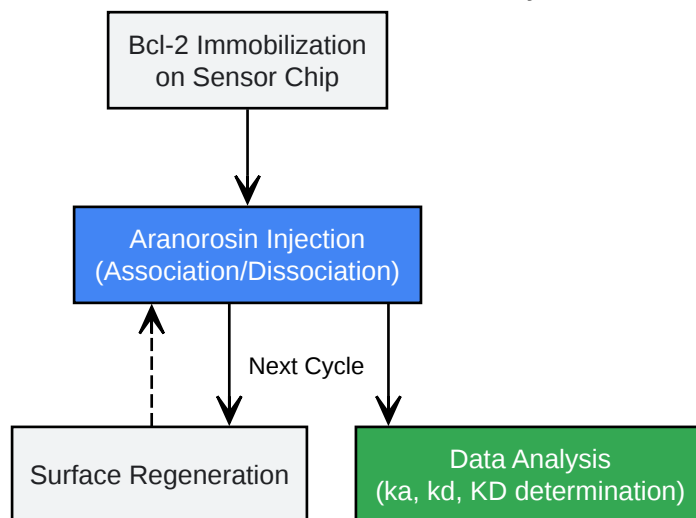 Bcl-2 Immobilization
on Sensor Chip
Aranorosin Injection
(Association/Dissociation)
Next Cycle
Surface Regeneration
Data Analysis
(ka, kd, KD determination)